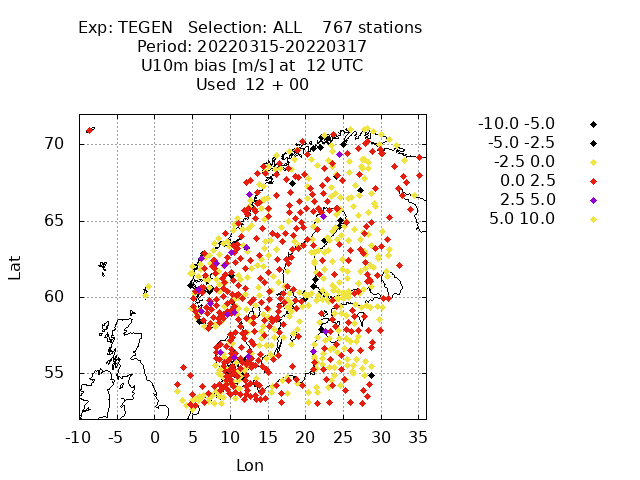 Exp: TEGEN   Selection: ALL    767 stations
Period: 20220315-20220317
U10m bias [m/s] at  12 UTC
Used  12 + 00
-10.0 -5.0
-5.0 -2.5
-2.5 0.0
0.0 2.5
2.5 5.0
5.0 10.0
70
65
60
55
Lat
-10 -5 0 5 10 15 20 25 30 35
Lon